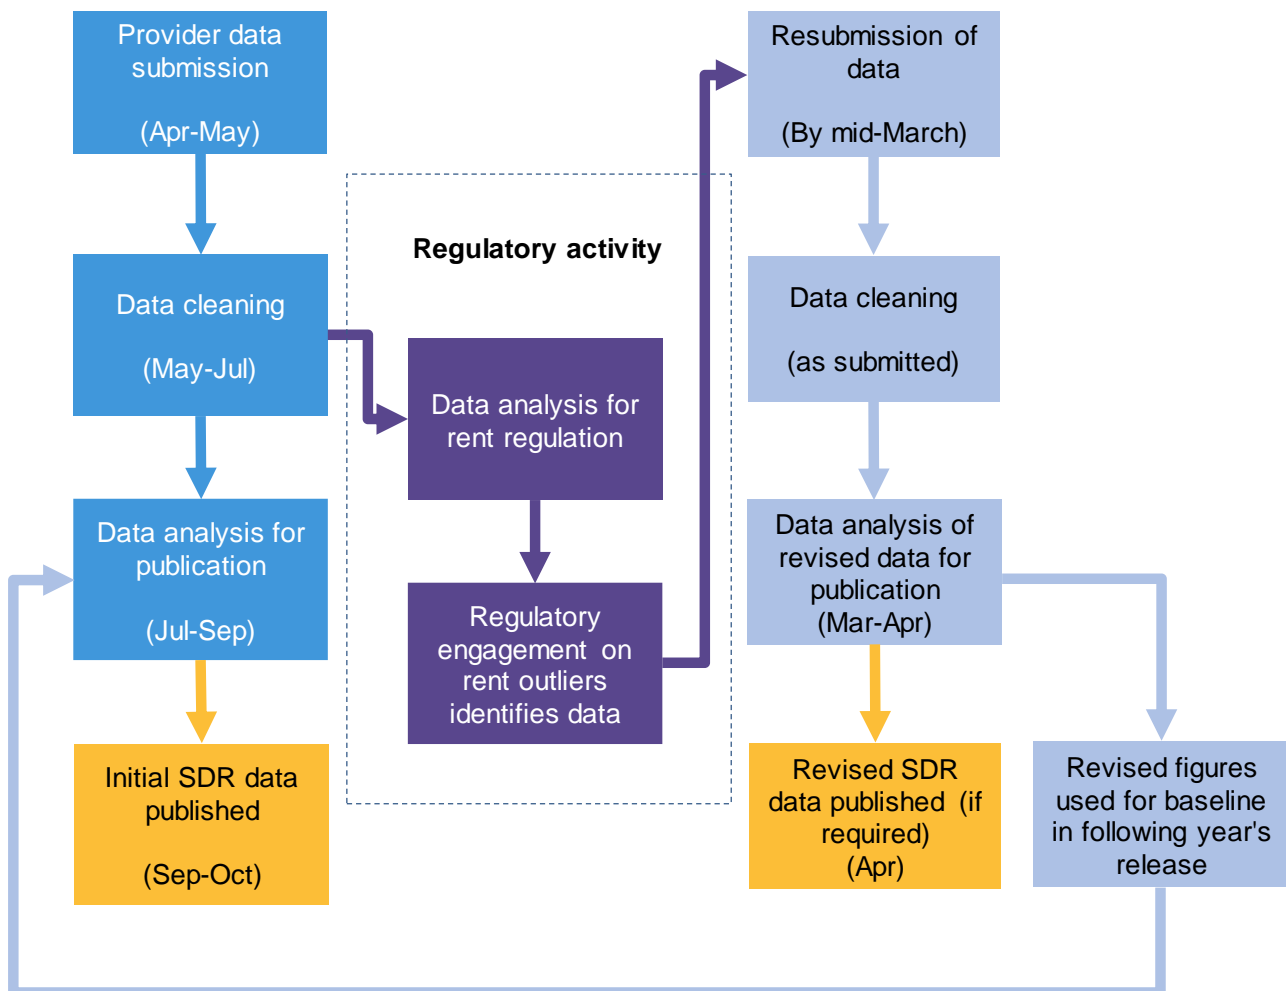 Provider data
submission
(Apr-May)
Data cleaning
(May-Jul)
Data analysis for
publication
(Jul-Sep)
Initial SDR data
published
(Sep-Oct)
Regulatory activity
Data analysis for
rent regulation
Regulatory
engagement on
rent outliers
identifies data
Resubmission of
data
(By mid-March)
Data cleaning
(as submitted)
Data analysis of
revised data for
publication
(Mar-Apr)
Revised SDR
data published (if
required)
(Apr)
Revised figures
used for baseline
in following year's
release